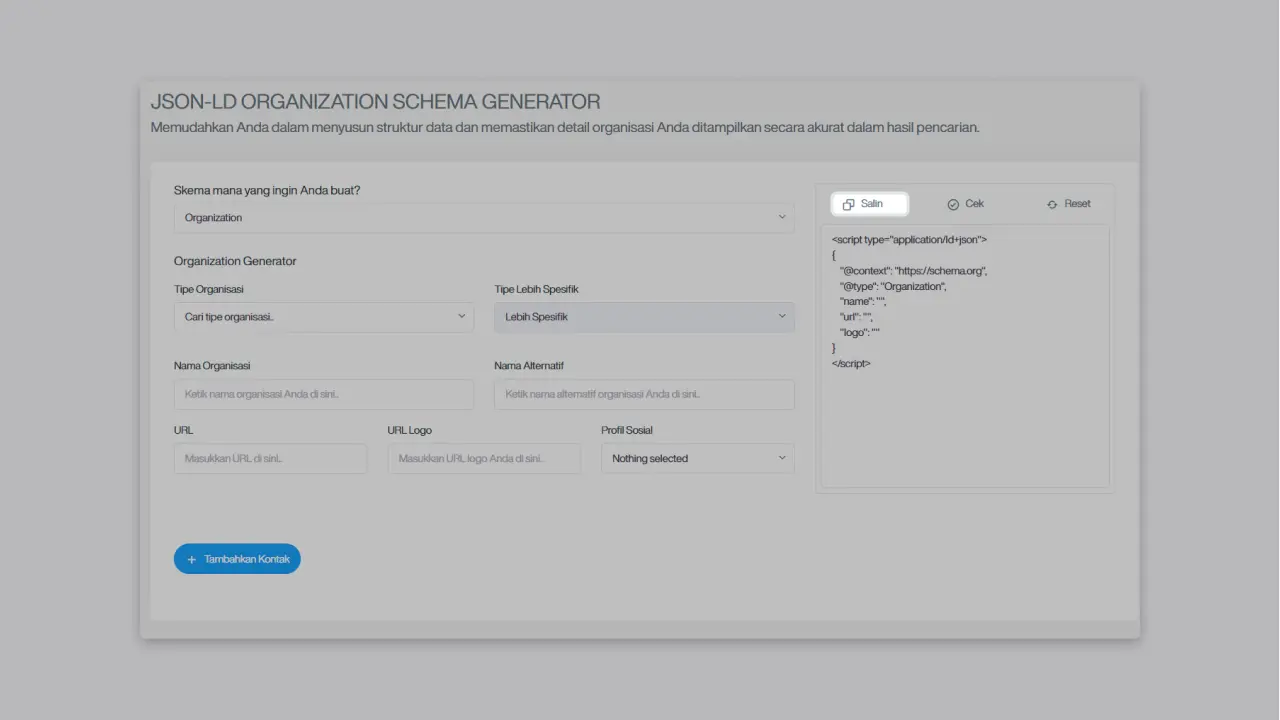 JSON-LD ORGANIZATION SCHEMA GENERATOR
Memudahkan Anda dalam menyusun struktur data dan memastikan detail organisasi Anda ditampilkan secara akurat dalam hasil pencarian.
Skema mana yang ingin Anda buat?
Organization
Organization Generator
Tipe Organisasi
Tipe Lebih Spesifik
Cari tipe organisasi..
Lebih Spesifik
Nama Organisasi
Nama Alternatif
Ketik nama organisasi Anda di sini..
Ketik nama alternatif organisasi Anda di sini..
URL
URL Logo
Profil Sosial
Masukkan URL di sini..
Masukkan URL logo Anda di sini...
Nothing selected
+ Tambahkan Kontak
Salin
Cek
Reset
<script type="application/ld+json">
{
"@context": "https://schema.org",
"@type": "Organization",
"name": "",
"url": "",
"logo": ""
}
</script>